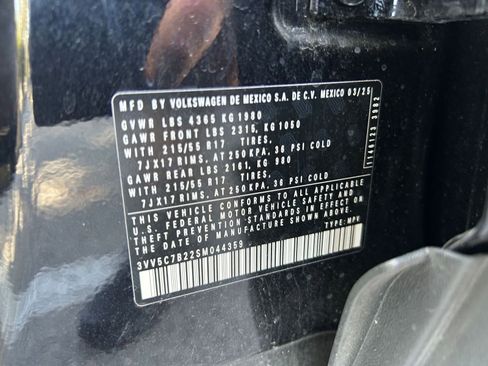 MFD BY VOLKSWAGEN DE MEXICO S.A. DE C.V. MEXICO 03/25
GVWR LBS 4365 KG 1980
GAWR FRONT LBS 2315, KG 1050
WITH 215/55 R17 TIRES,
7JX17 RIMS, AT 250 KPA, 36 PSI COLD
GAWR REAR LBS 2161, KG 980
WITH 215/55 R17 TIRES,
7JX17 RIMS, AT 250 KPA, 36 PSI COLD
THIS VEHICLE CONFORMS TO ALL APPLICABLE
U.S. FEDERAL MOTOR VEHICLE SAFETY AND
THEFT PREVENTION STANDARDS IN EFFECT ON
THE DATE OF MANUFACTURE SHOWN ABOVE.
3VV5C7B22SM044359 TYPE: MPV
1146123 3902